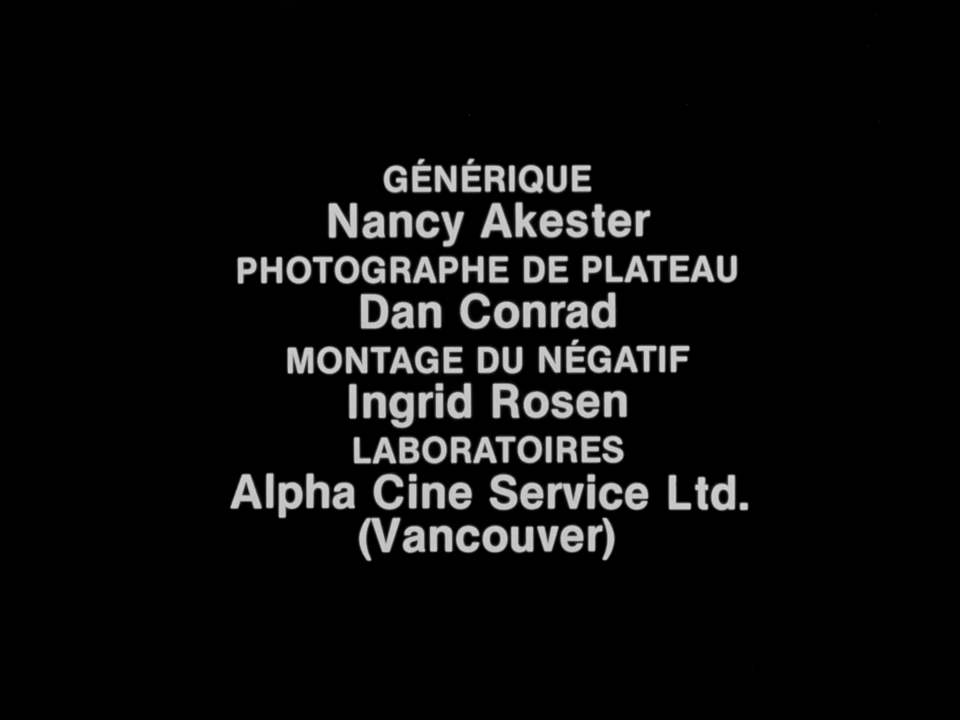 GÉNÉRIQUE
Nancy Akester
PHOTOGRAPHE DE PLATEAU
Dan Conrad
MONTAGE DU NÉGATIF
Ingrid Rosen
LABORATOIRES
Alpha Cine Service Ltd.
(Vancouver)